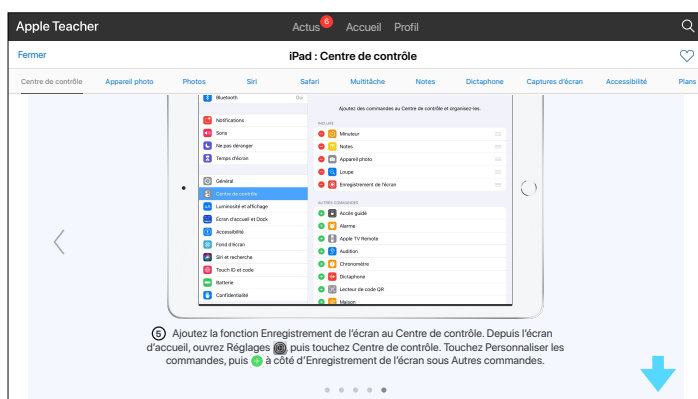 Apple Teacher
Actus 6 Accueil Profil
Fermer
iPad : Centre de contrôle
Centre de contrôle Appareil photo Photos Siri Safari Multitâche Notes Dictaphone Captures d'écran Accessibilité Plans
Bluetooth Oui
Notifications
Sons
Ne pas déranger
Temps d'écran
Général
Centre de contrôle
Luminosité et affichage
Écran d'accueil et Dock
Accessibilité
Fond d'écran
Siri et recherche
Touch ID et code
Batterie
Confidentialité
Ajoutez des commandes au Centre de contrôle et organisez-les.
INCLURE
Minuteur
Notes
Appareil photo
Loupe
Enregistrement de l'écran
AUTRES COMMANDES
Accès guidé
Alarme
Apple TV Remote
Audition
Chronomètre
Dictaphone
Lecteur de code QR
Maison
5 Ajoutez la fonction Enregistrement de l'écran au Centre de contrôle. Depuis l'écran
d'accueil, ouvrez Réglages , puis touchez Centre de contrôle. Touchez Personnaliser les
commandes, puis à côté d'Enregistrement de l'écran sous Autres commandes.